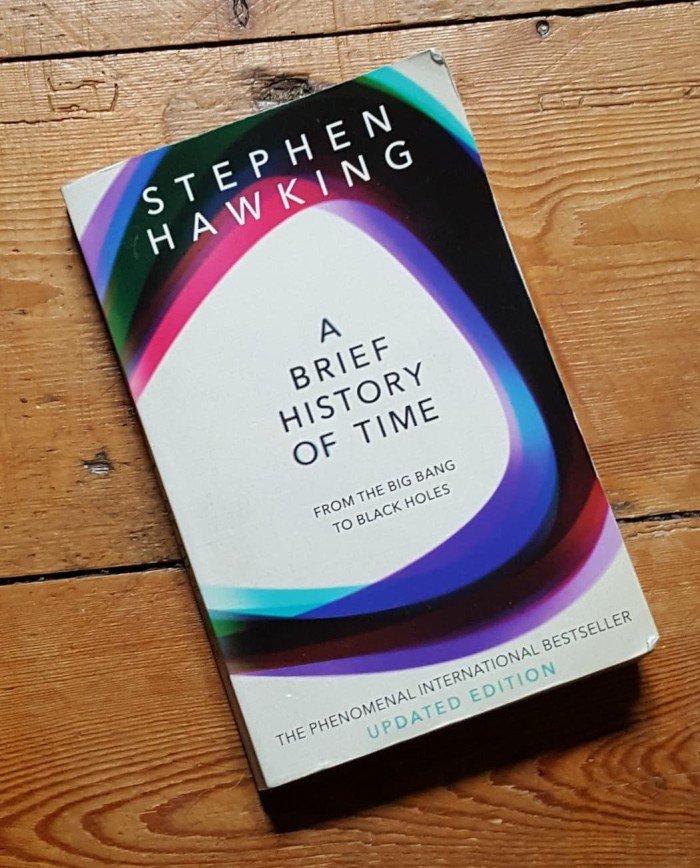 STEPHEN
HAWKING
A
BRIEF
HISTORY
OF TIME
FROM THE BIG BANG
TO BLACK HOLES
THE PHENOMENAL INTERNATIONAL BESTSELLER
UPDATED EDITION